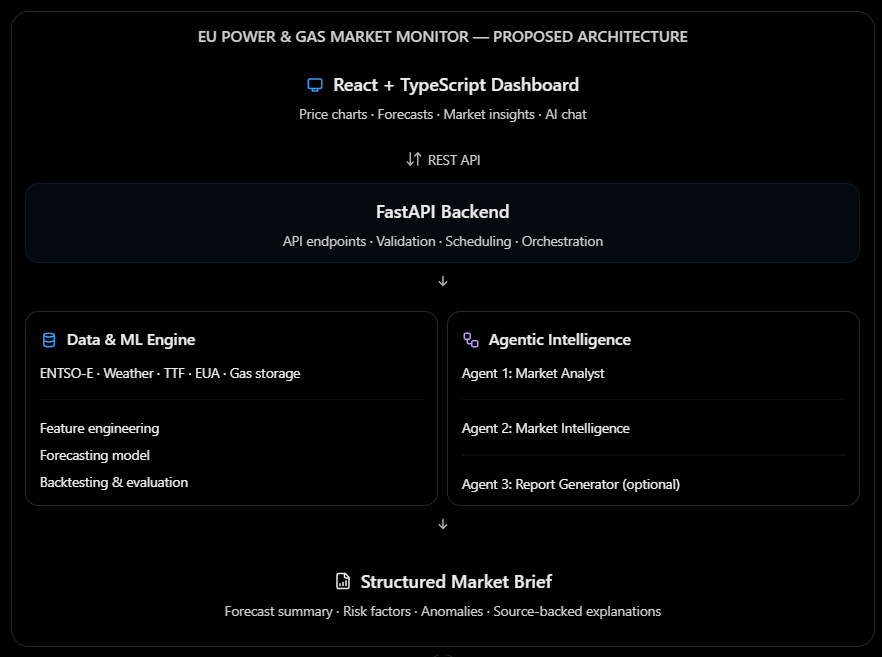 EU POWER & GAS MARKET MONITOR — PROPOSED ARCHITECTURE
React + TypeScript Dashboard
Price charts · Forecasts · Market insights · AI chat
REST API
FastAPI Backend
API endpoints · Validation · Scheduling · Orchestration
Data & ML Engine
ENTSO-E · Weather · TTF · EUA · Gas storage
Feature engineering
Forecasting model
Backtesting & evaluation
Agentic Intelligence
Agent 1: Market Analyst
Agent 2: Market Intelligence
Agent 3: Report Generator (optional)
Structured Market Brief
Forecast summary · Risk factors · Anomalies · Source-backed explanations